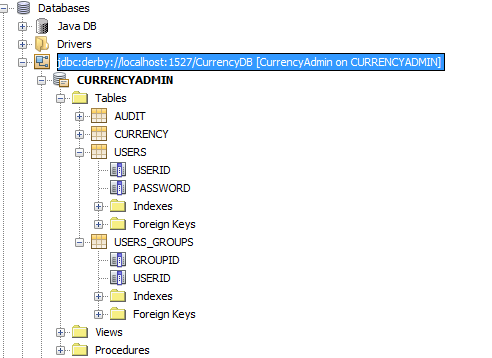 Databases
Java DB
Drivers
jdbc:derby://localhost:1527/CurrencyDB [CurrencyAdmin on CURRENCYADMIN]
CURRENCYADMIN
Tables
AUDIT
CURRENCY
USERS
USERID
PASSWORD
Indexes
Foreign Keys
USERS_GROUPS
GROUPID
USERID
Indexes
Foreign Keys
Views
Procedures